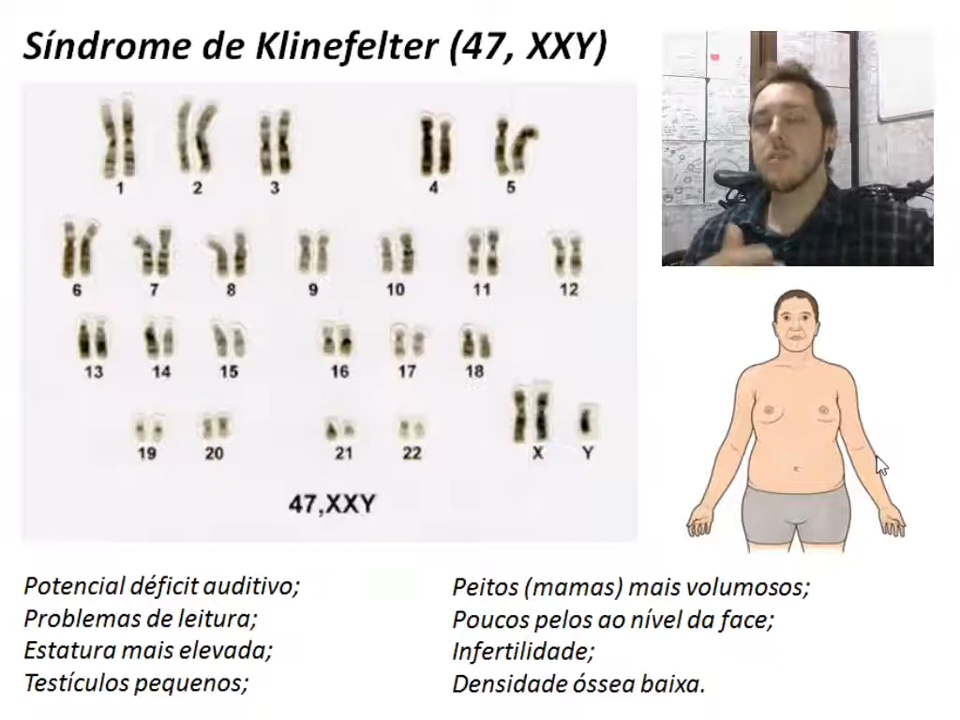 Síndrome de Klinefelter (47, XXY)
1 2 3 4 5
6 7 8 9 10 11 12
13 14 15 16 17 18
19 20 21 22 X Y
47,XXY
Potencial déficit auditivo;
Problemas de leitura;
Estatura mais elevada;
Testículos pequenos;
Peitos (mamas) mais volumosos;
Poucos pelos ao nível da face;
Infertilidade;
Densidade óssea baixa.